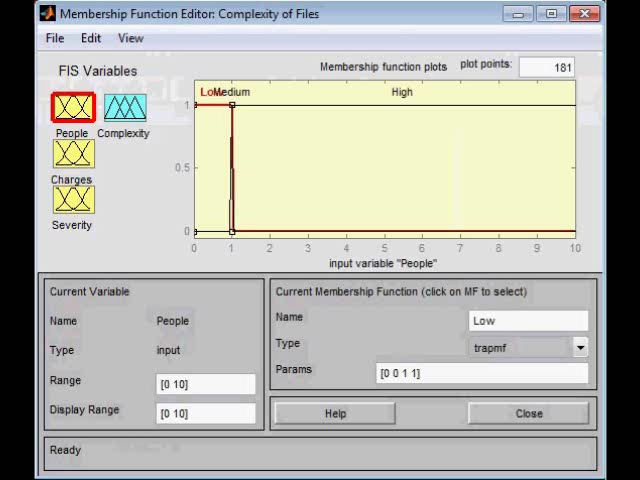 Membership Function Editor: Complexity of Files
File Edit View
FIS Variables
Membership function plots plot points: 181
Low Medium High
People Complexity
Charges
Severity
1
0.5
0
0 1 2 3 4 5 6 7 8 9 10
input variable "People"
Current Variable
Name People
Type input
Range [0 10]
Display Range [0 10]
Current Membership Function (click on MF to select)
Name Low
Type trapmf
Params [0 0 1 1]
Help Close
Ready